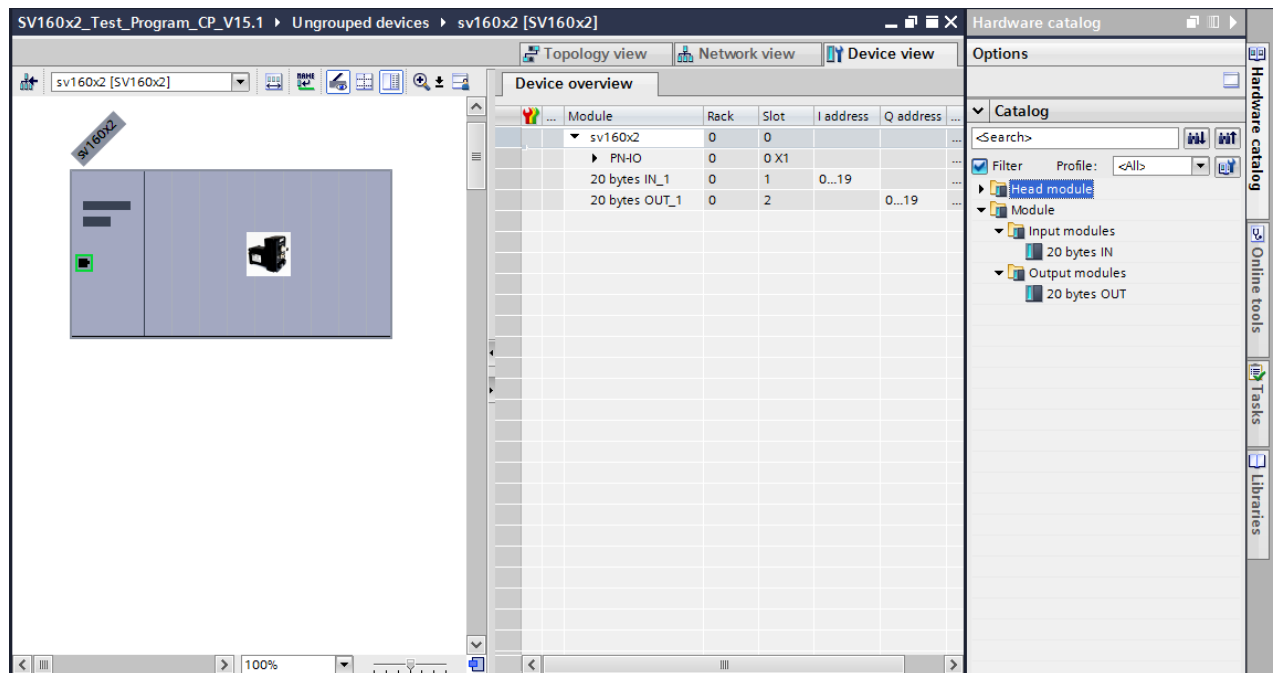 SV160x2_Test_Program_CP_V15.1 ▸ Ungrouped devices ▸ sv160x2 [SV160x2]
Topology view Network view Device view
sv160x2 [SV160x2]
sv160x2
100%
Device overview
... Module Rack Slot I address Q address ...
sv160x2 0 0 ...
PN-IO 0 0 X1 ...
20 bytes IN_1 0 1 0...19 ...
20 bytes OUT_1 0 2 0...19 ...
Hardware catalog
Options
Catalog
<Search>
Filter Profile: <All>
Head module
Module
Input modules
20 bytes IN
Output modules
20 bytes OUT
Hardware catalog
Online tools
Tasks
Libraries